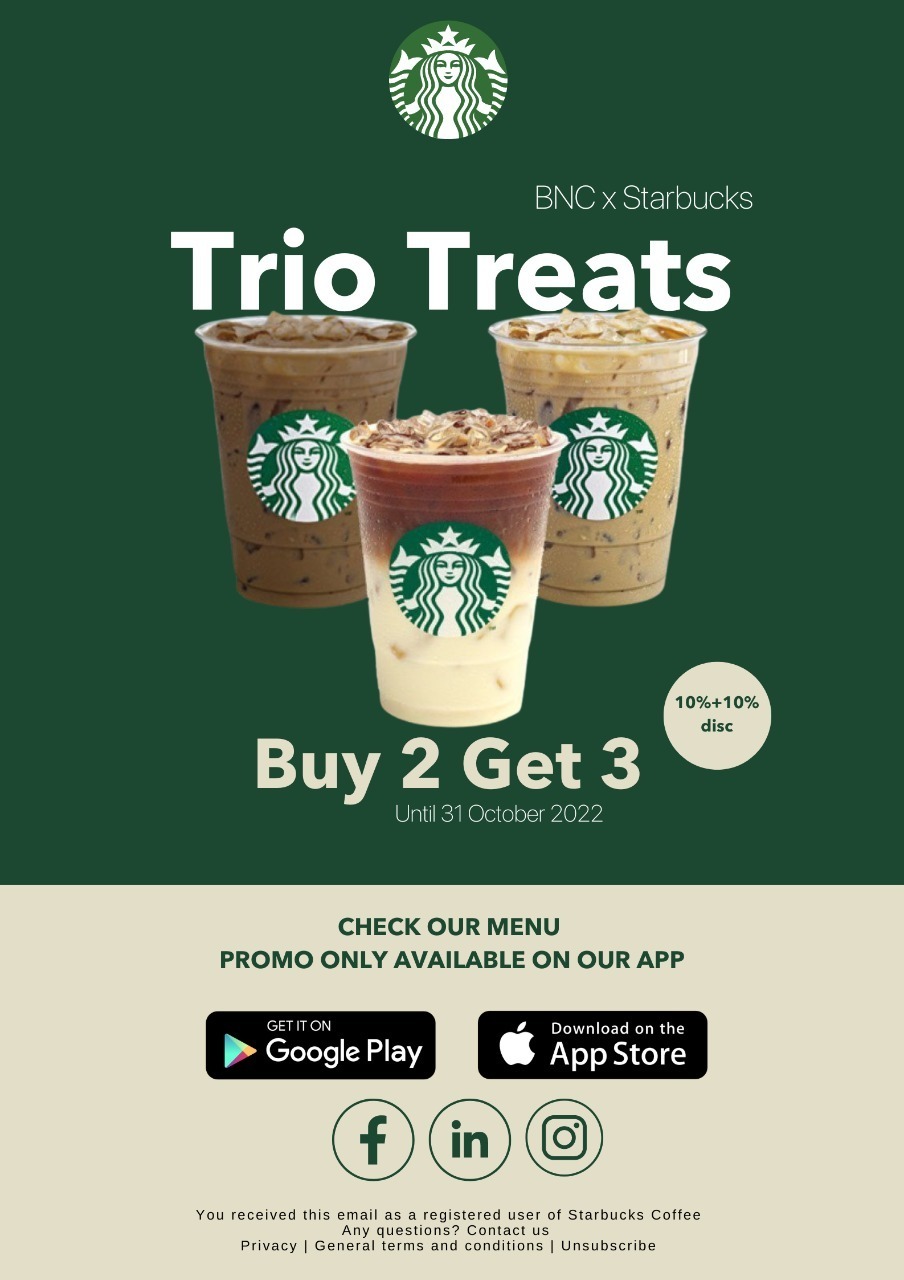 BNC x Starbucks
Trio Treats
10%+10%
disc
Buy 2 Get 3
Until 31 October 2022
CHECK OUR MENU
PROMO ONLY AVAILABLE ON OUR APP
GET IT ON
Google Play
Download on the
App Store
f
in
You received this email as a registered user of Starbucks Coffee
Any questions? Contact us
Privacy | General terms and conditions | Unsubscribe